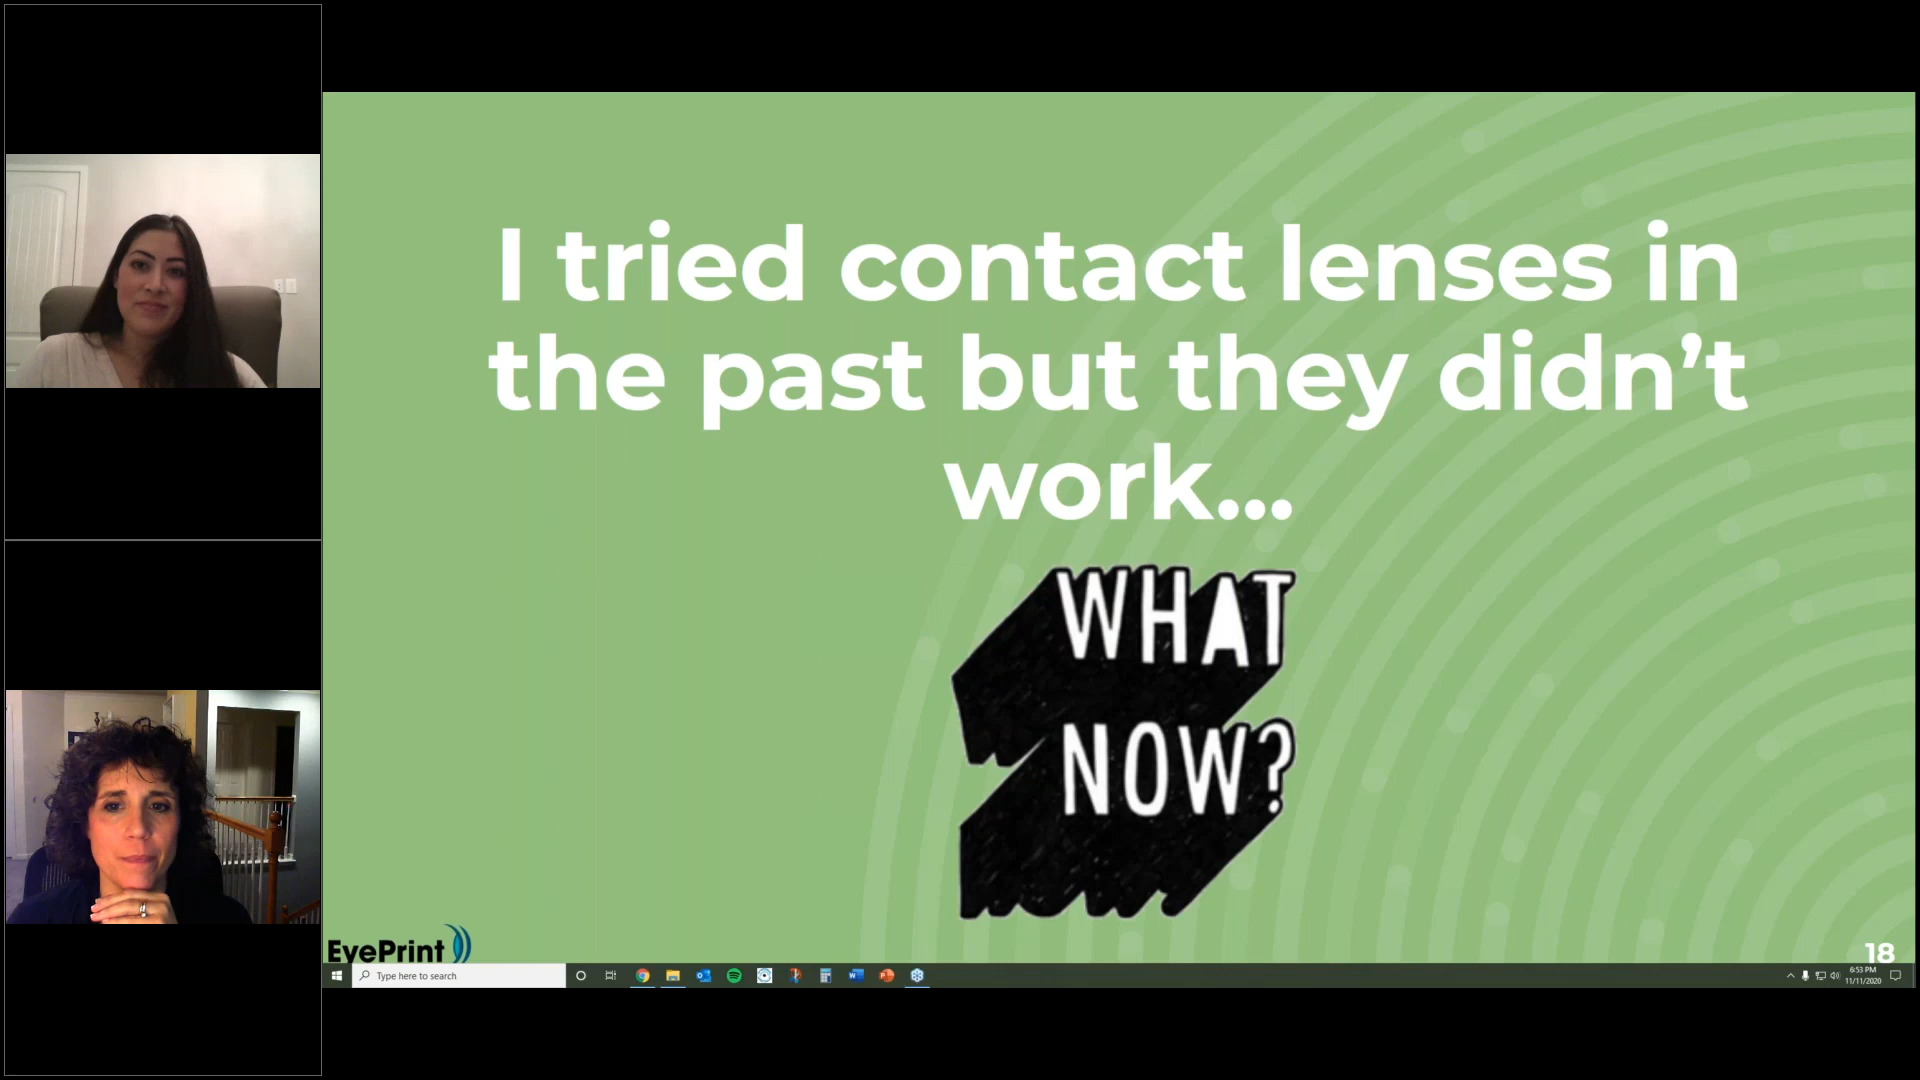 I tried contact lenses in
the past but they didn’t
work...
WHAT
NOW?
EyePrint
18
Type here to search
6:53 PM
11/11/2020